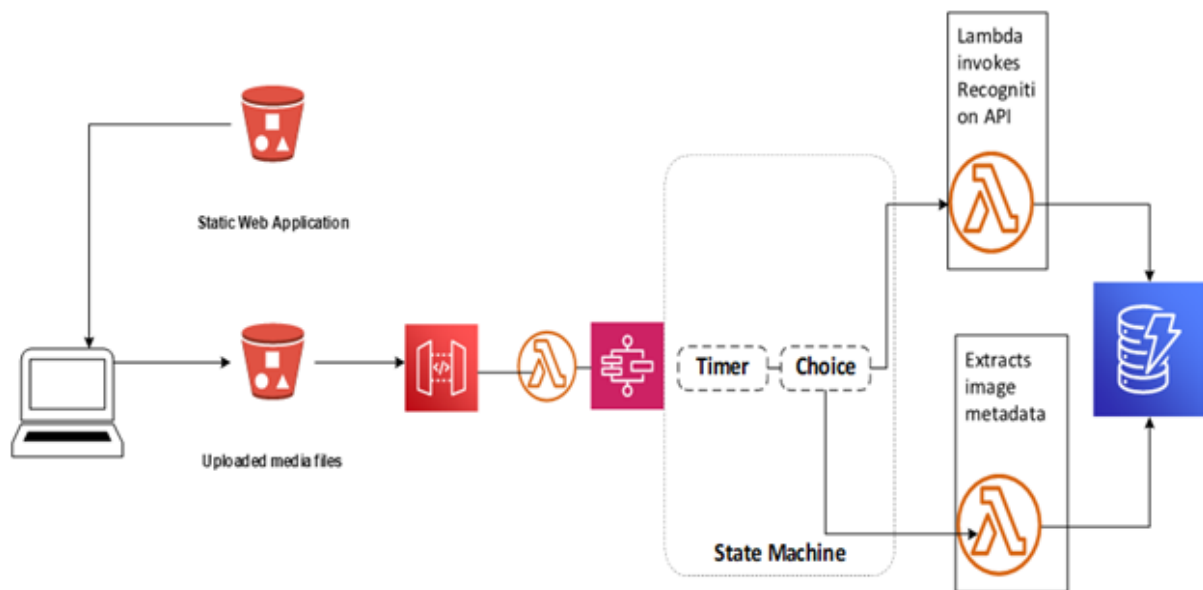 Static Web Application
Uploaded media files
</>
Timer
Choice
State Machine
Lambda
invokes
Recogniti
on API
Extracts
image
metadata